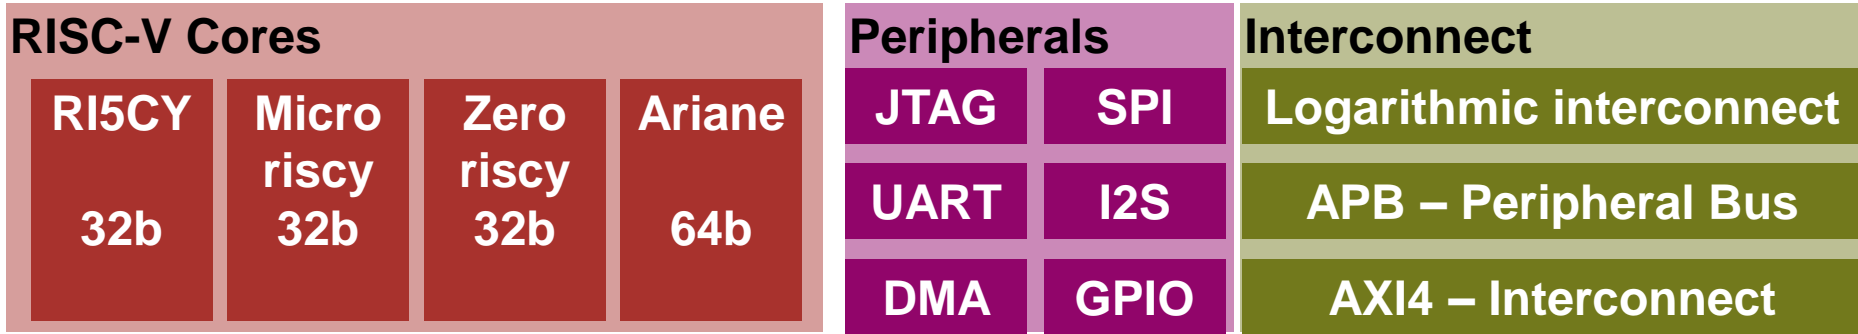 RISC-V Cores
RI5CY
32b
Micro
riscy
32b
Zero
riscy
32b
Ariane
64b
Peripherals
JTAG
SPI
UART
I2S
DMA
GPIO
Interconnect
Logarithmic interconnect
APB – Peripheral Bus
AXI4 – Interconnect